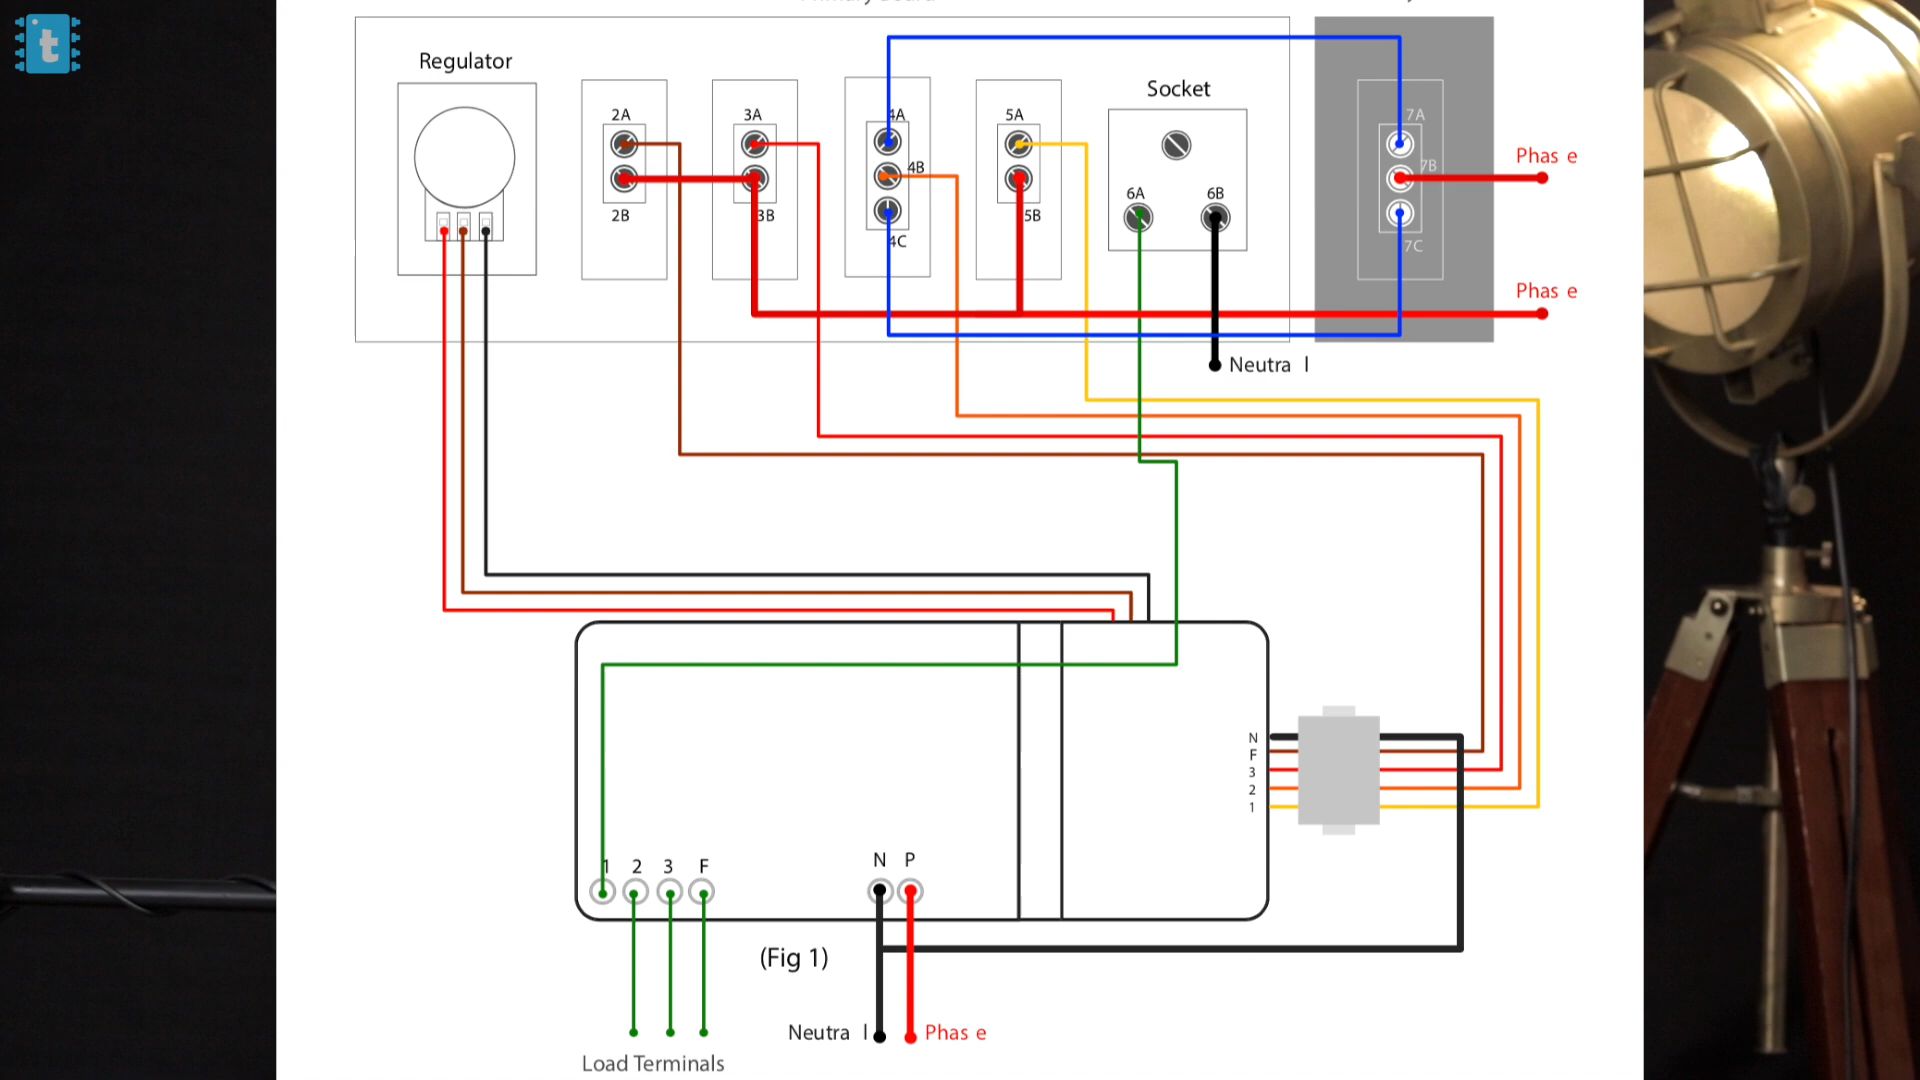 Regulator
Socket
2A
3A
4A
5A
7A
Phas e
4B
7B
6A
6B
2B
3B
5B
4C
7C
Phas e
Neutra l
N
F
3
2
1
1 2 3 F
N P
(Fig 1)
Neutra l
Phas e
Load Terminals
t